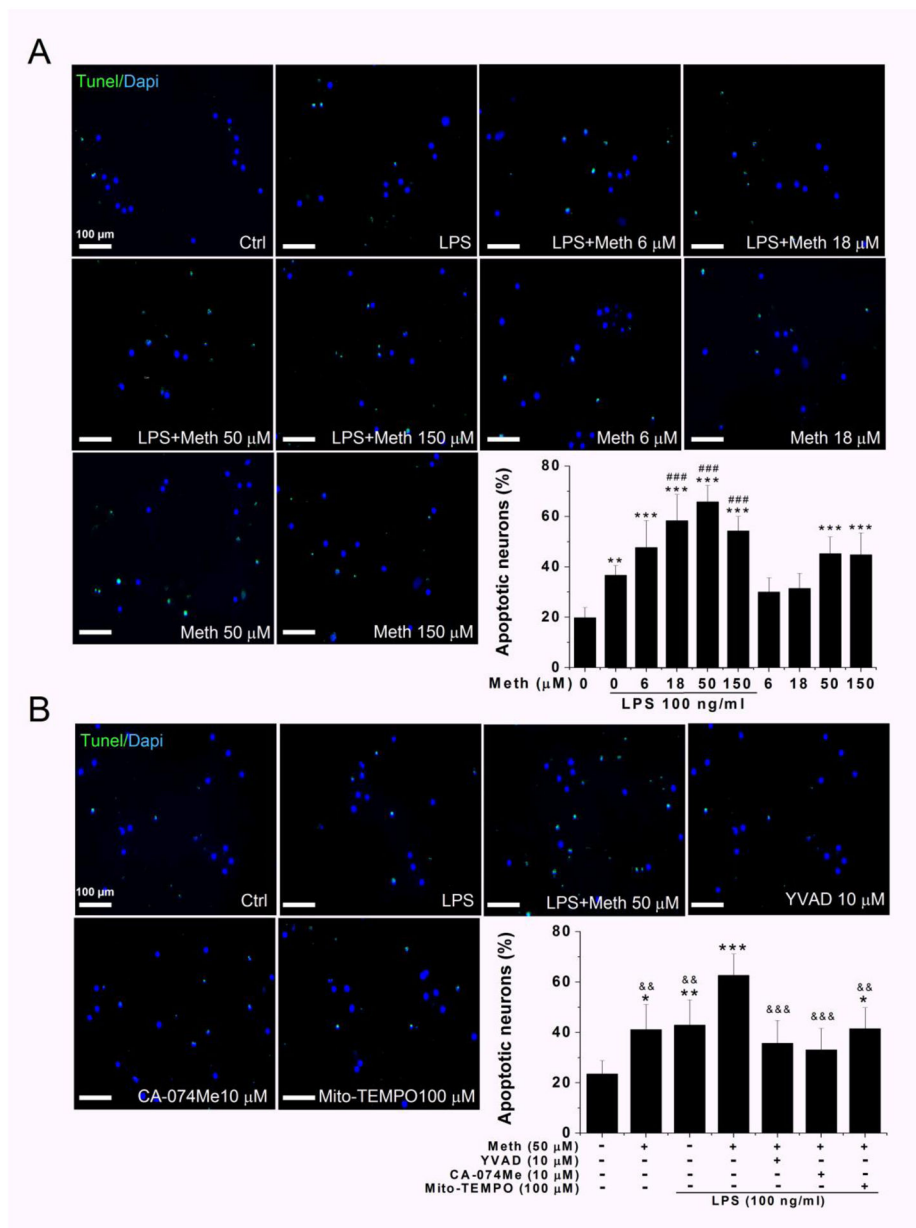 A
Tunel/Dapi
100 μm
Ctrl
LPS
LPS+Meth 6 μM
LPS+Meth 18 μM
LPS+Meth 50 μM
LPS+Meth 150 μM
Meth 6 μM
Meth 18 μM
Meth 50 μM
Meth 150 μM
Apoptotic neurons (%)
80
60
40
20
0
**
***
###
***
###
***
###
***
***
***
Meth (μM) 0 0 6 18 50 150 6 18 50 150
LPS 100 ng/ml
B
Tunel/Dapi
100 μm
Ctrl
LPS
LPS+Meth 50 μM
YVAD 10 μM
CA-074Me10 μM
Mito-TEMPO100 μM
Apoptotic neurons (%)
80
60
40
20
0
&&
*
&&
**
***
&&&
&&&
&&
*
Meth (50 μM) - + - + + + +
YVAD (10 μM) - - - - + - -
CA-074Me (10 μM) - - - - - + -
Mito-TEMPO (100 μM) - - - - - - +
LPS (100 ng/ml)